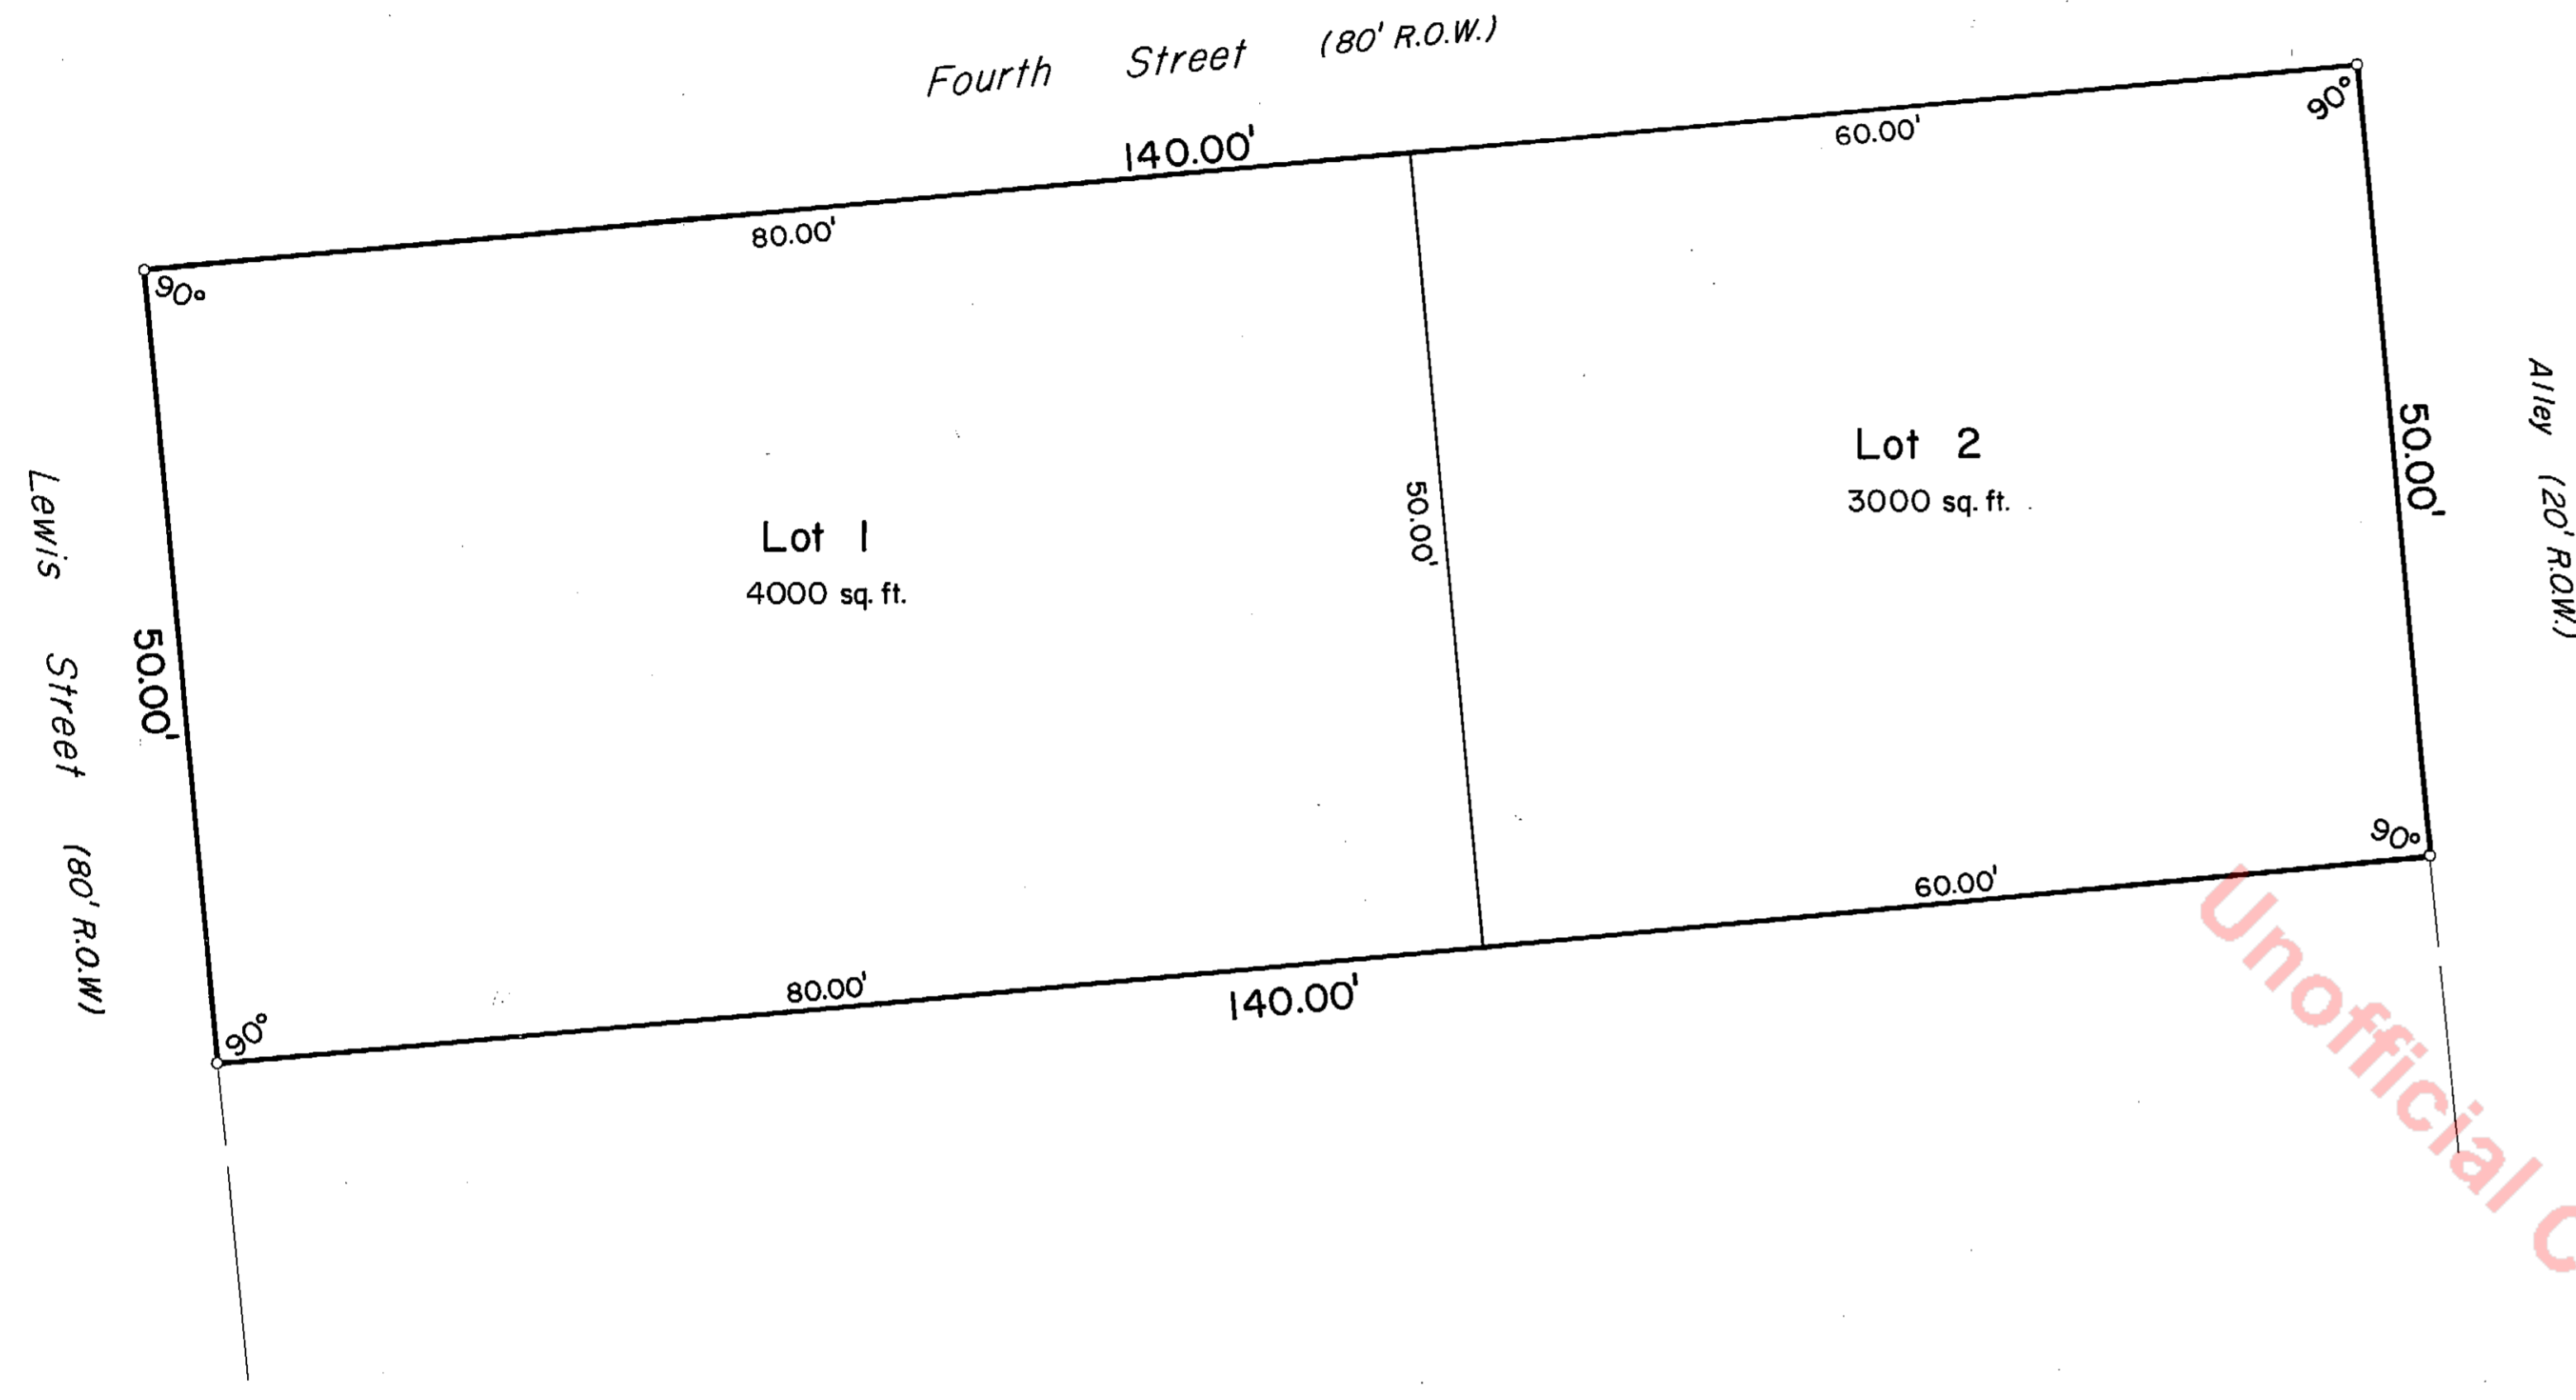 Fourth Street (80' R.O.W.)
140.00'
60.00'
90°
80.00'
90°
Alley (20' R.O.W.)
50.00'
Lot 2
3000 sq. ft.
Lewis Street (80' R.O.W)
50.00'
Lot 1
4000 sq. ft.
50.00'
90°
60.00'
80.00'
140.00'
90°
Unofficial C